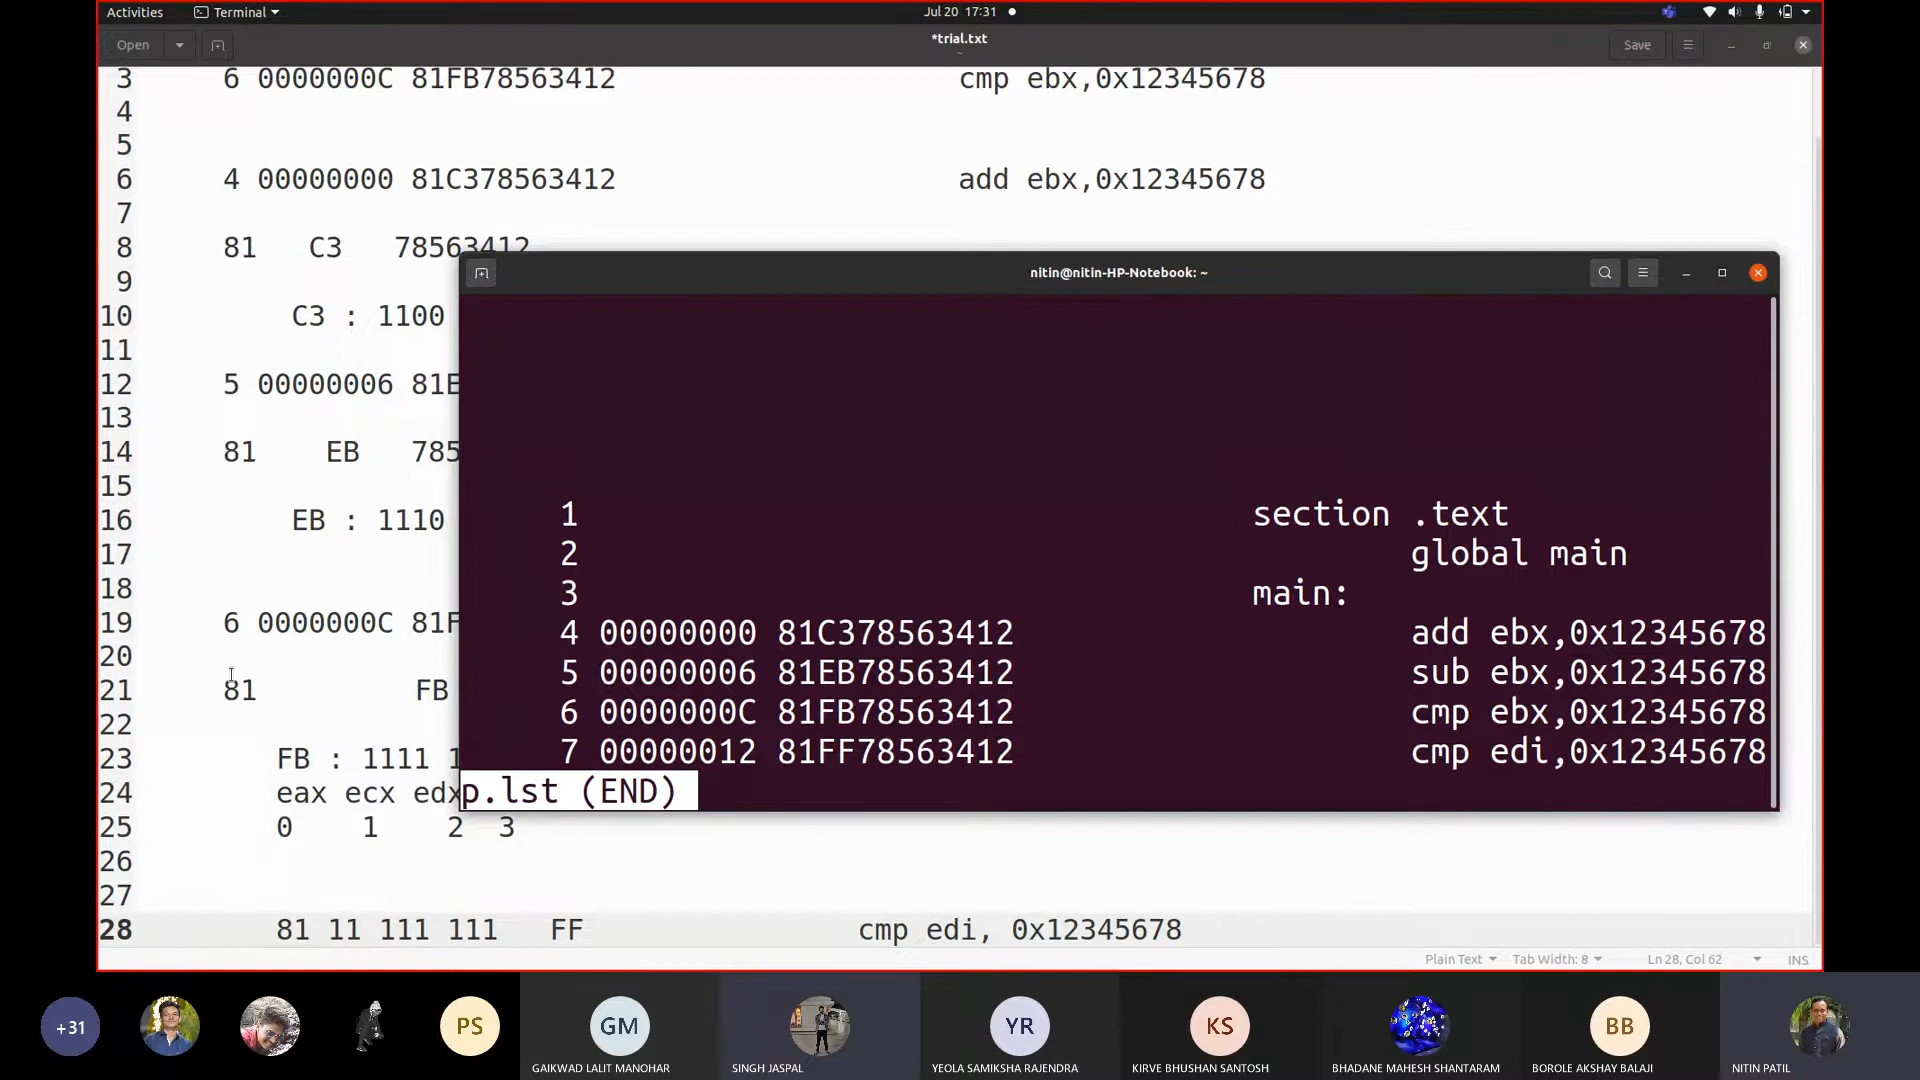 Activities Terminal Jul 20 17:31
Open *trial.txt Save
3 6 0000000C 81FB78563412 cmp ebx,0x12345678
4
5
6 4 00000000 81C378563412 add ebx,0x12345678
7
8 81 C3 78563412
9
10 C3 : 1100
11
12 5 00000006 81E
13
14 81 EB 785
15
16 EB : 1110
17
18
19 6 0000000C 81F
20
21 81 FB
22
23 FB : 1111 1
24 eax ecx edx
25 0 1 2 3
26
27
28 81 11 111 111 FF cmp edi, 0x12345678
Plain Text Tab Width: 8 Ln 28, Col 62 INS
nitin@nitin-HP-Notebook: ~
1 section .text
2 global main
3 main:
4 00000000 81C378563412 add ebx,0x12345678
5 00000006 81EB78563412 sub ebx,0x12345678
6 0000000C 81FB78563412 cmp ebx,0x12345678
7 00000012 81FF78563412 cmp edi,0x12345678
p.lst (END)
+31 PS GM YR KS BB
GAIKWAD LALIT MANOHAR SINGH JASPAL YEOLA SAMIKSHA RAJENDRA KIRVE BHUSHAN SANTOSH BHADANE MAHESH SHANTARAM BOROLE AKSHAY BALAJI NITIN PATIL